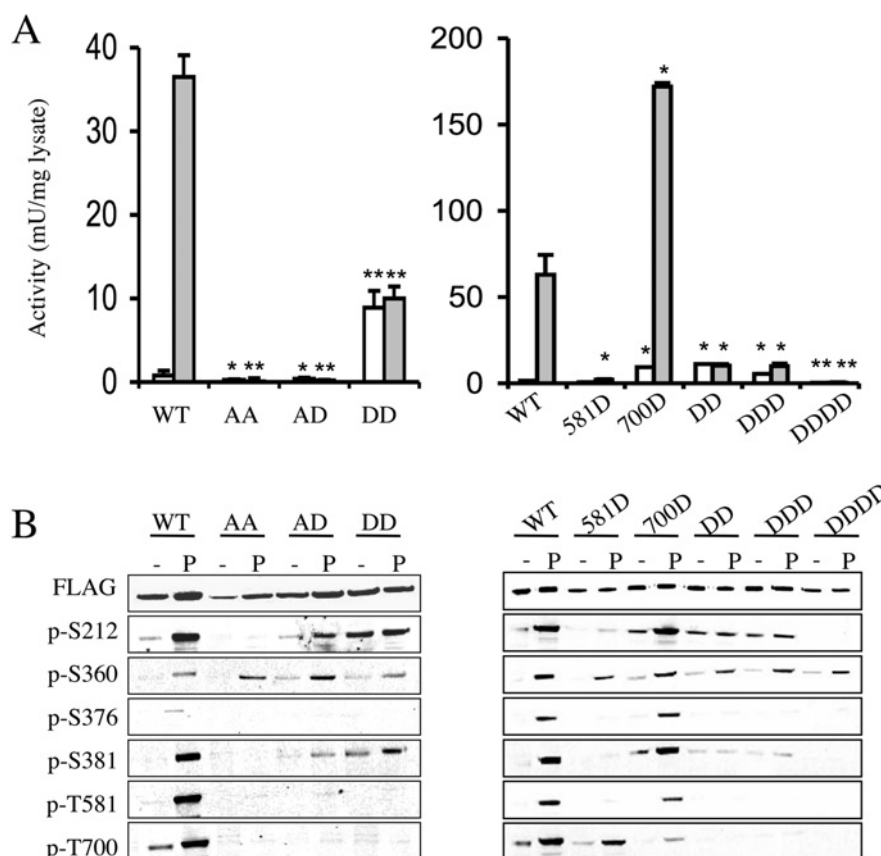 A
Activity (mU/mg lysate)
40
30
20
10
0
*
**
*
**
**
**
WT
AA
AD
DD
200
150
100
50
0
*
*
*
*
*
*
*
**
**
WT
581D
700D
DD
DDD
DDDD
B
WT AA AD DD
- P - P - P - P
FLAG
p-S212
p-S360
p-S376
p-S381
p-T581
p-T700
WT 581D 700D DD DDD DDDD
- P - P - P - P - P - P